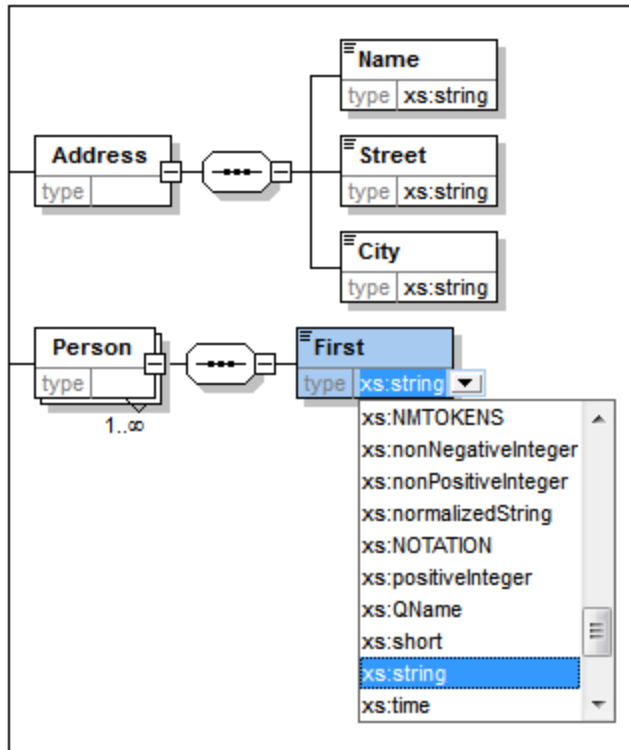 Name
type xs:string
Address
type
Street
type xs:string
City
type xs:string
Person
type
1..∞
First
type xs:string
xs:NMTOKENS
xs:nonNegativeInteger
xs:nonPositiveInteger
xs:normalizedString
xs:NOTATION
xs:positiveInteger
xs:QName
xs:short
xs:string
xs:time